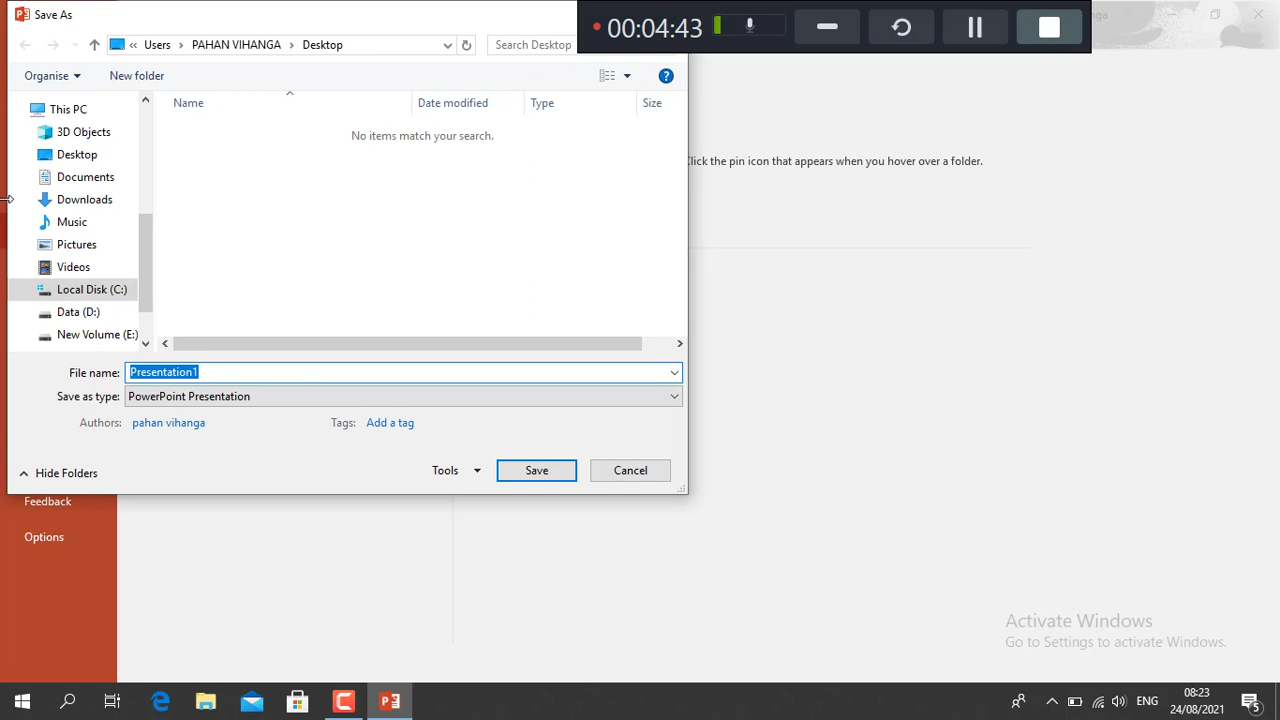 Save As
00:04:43
nga
Users
PAHAN VIHANGA
Desktop
Search Desktop
Organise
New folder
Name
Date modified
Type
Size
This PC
3D Objects
Desktop
Documents
Downloads
Music
Pictures
Videos
Local Disk (C:)
Data (D:)
New Volume (E:)
No items match your search.
Click the pin icon that appears when you hover over a folder.
File name:
Presentation1
Save as type:
PowerPoint Presentation
Authors:
pahan vihanga
Tags:
Add a tag
Hide Folders
Tools
Save
Cancel
Feedback
Options
Activate Windows
Go to Settings to activate Windows.
ENG
08:23
24/08/2021
5